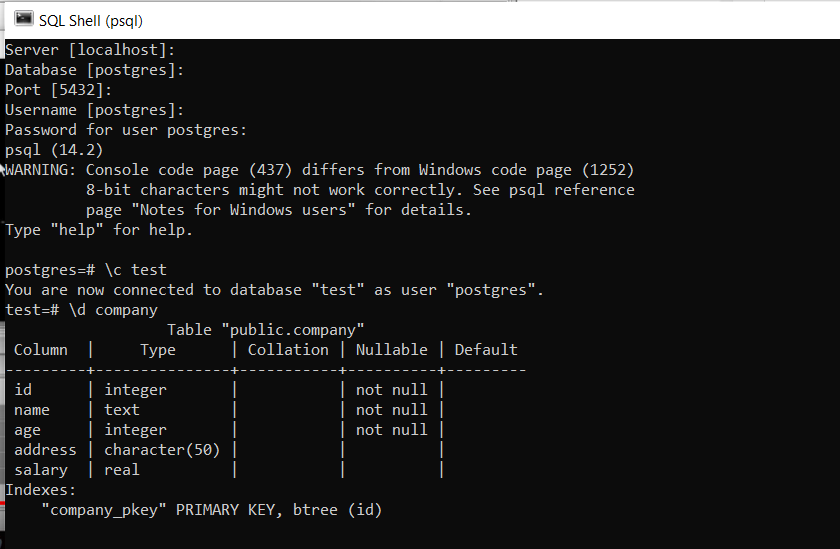 SQL Shell (psql)
Server [localhost]:
Database [postgres]:
Port [5432]:
Username [postgres]:
Password for user postgres:
psql (14.2)
WARNING: Console code page (437) differs from Windows code page (1252)
         8-bit characters might not work correctly. See psql reference
         page "Notes for Windows users" for details.
Type "help" for help.

postgres=# \c test
You are now connected to database "test" as user "postgres".
test=# \d company
                  Table "public.company"
 Column  |     Type      | Collation | Nullable | Default
---------+---------------+-----------+----------+---------
 id      | integer       |           | not null |
 name    | text          |           | not null |
 age     | integer       |           | not null |
 address | character(50) |           |          |
 salary  | real          |           |          |
Indexes:
    "company_pkey" PRIMARY KEY, btree (id)